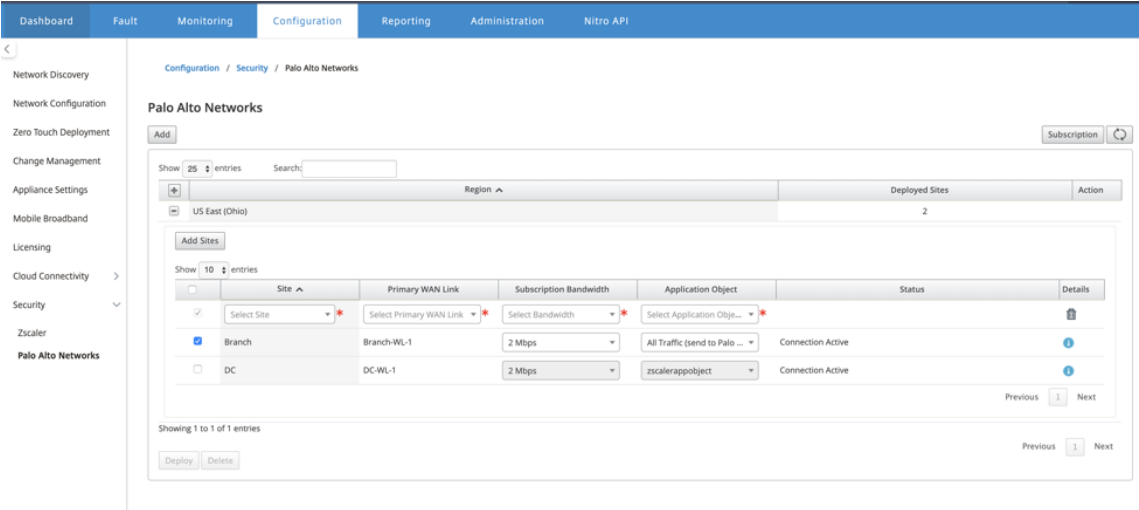 Dashboard Fault Monitoring Configuration Reporting Administration Nitro API
Network Discovery
Network Configuration
Zero Touch Deployment
Change Management
Appliance Settings
Mobile Broadband
Licensing
Cloud Connectivity
Security
Zscaler
Palo Alto Networks
Configuration / Security / Palo Alto Networks
Palo Alto Networks
Add Subscription
Show 25 entries Search:
Region Deployed Sites Action
US East (Ohio) 2
Add Sites
Show 10 entries
Site Primary WAN Link Subscription Bandwidth Application Object Status Details
Select Site * Select Primary WAN Link * Select Bandwidth * Select Application Obje... *
Branch Branch-WL-1 2 Mbps All Traffic (send to Palo ... Connection Active
DC DC-WL-1 2 Mbps zscalerappobject Connection Active
Previous 1 Next
Showing 1 to 1 of 1 entries
Previous 1 Next
Deploy Delete